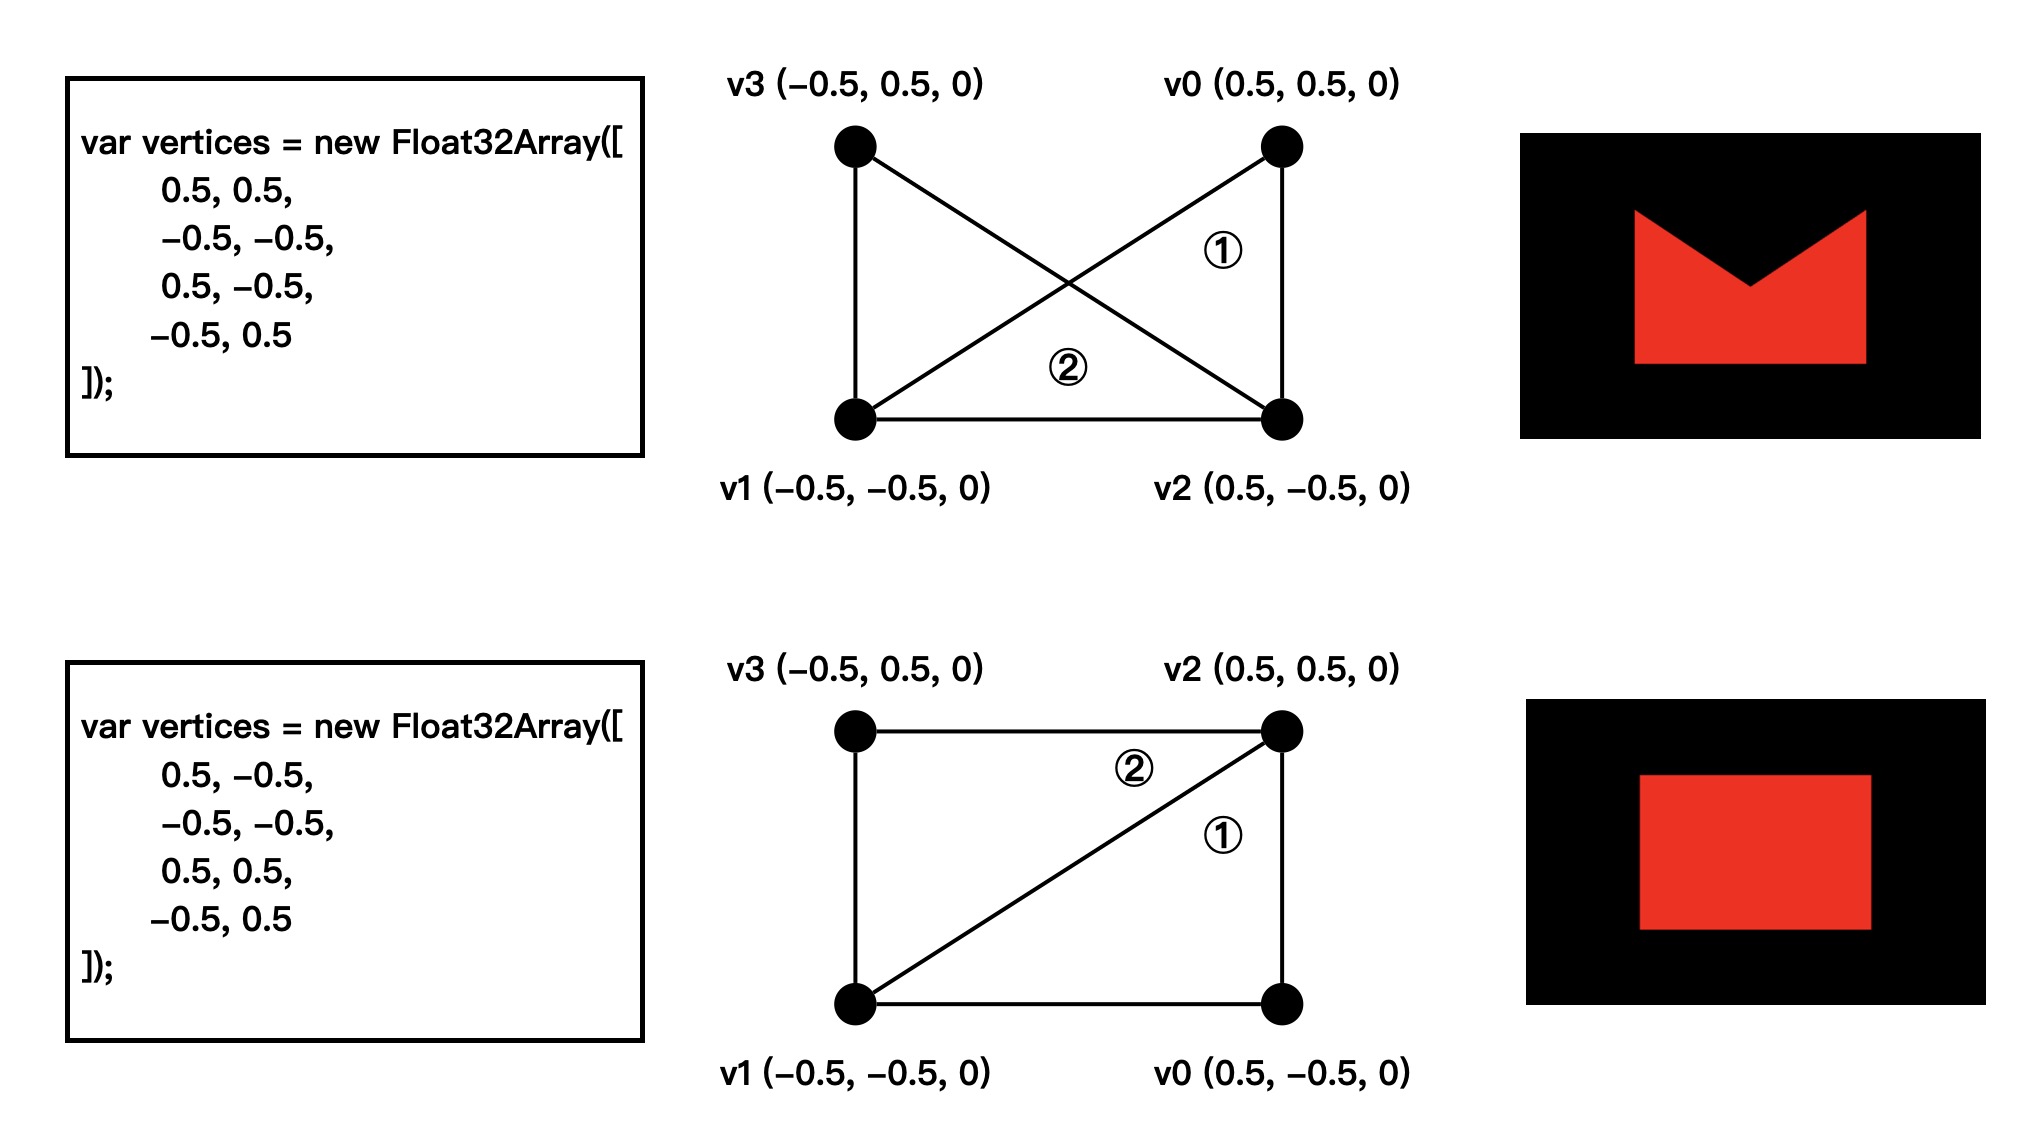 v3 (−0.5, 0.5, 0)
v0 (0.5, 0.5, 0)
var vertices = new Float32Array([
0.5, 0.5,
−0.5, −0.5,
0.5, −0.5,
−0.5, 0.5
]);
①
②
v1 (−0.5, −0.5, 0)
v2 (0.5, −0.5, 0)
v3 (−0.5, 0.5, 0)
v2 (0.5, 0.5, 0)
var vertices = new Float32Array([
0.5, −0.5,
−0.5, −0.5,
0.5, 0.5,
−0.5, 0.5
]);
②
①
v1 (−0.5, −0.5, 0)
v0 (0.5, −0.5, 0)